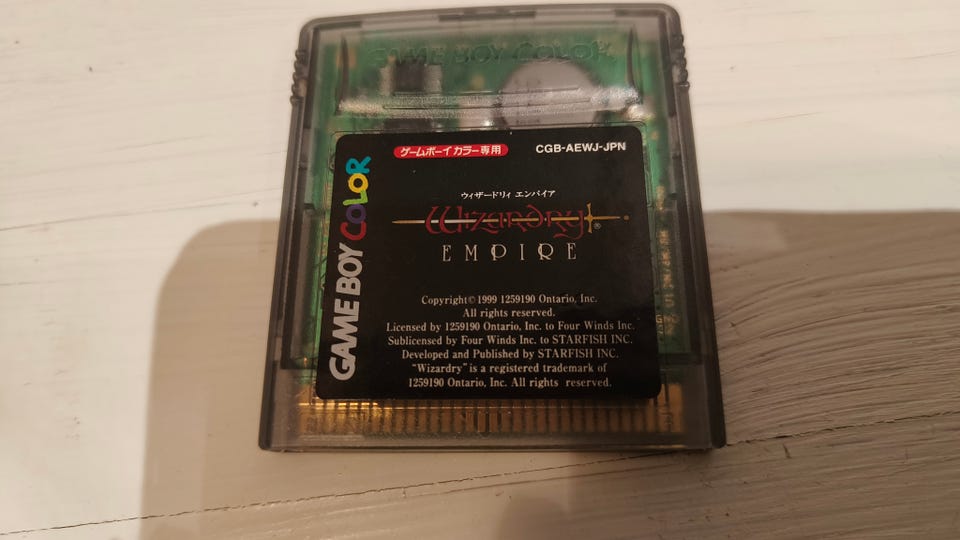 GAME BOY COLOR
ゲームボーイカラー専用
CGB-AEWJ-JPN
GAME BOY COLOR
ウィザードリィ エンパイア
Wizardry®
EMPIRE
Copyright©1999 1259190 Ontario, Inc.
All rights reserved.
Licensed by 1259190 Ontario, Inc. to Four Winds Inc.
Sublicensed by Four Winds Inc. to STARFISH INC.
Developed and Published by STARFISH INC.
“Wizardry” is a registered trademark of
1259190 Ontario, Inc. All rights reserved.